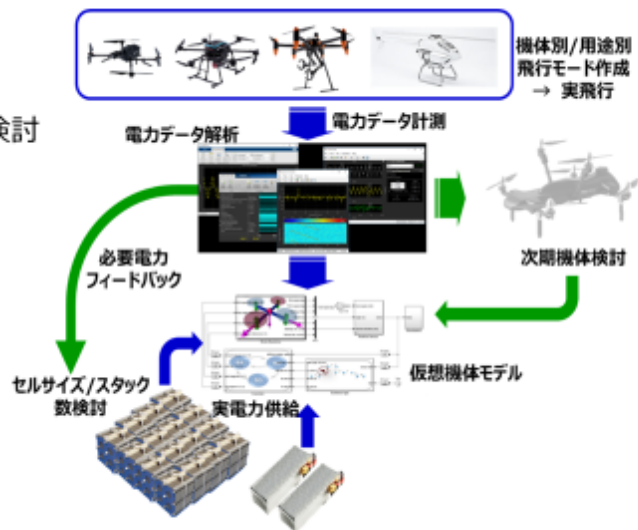 機体別/用途別
飛行モード作成
→ 実飛行
検討
電力データ解析
電力データ計測
必要電力
フィードバック
次期機体検討
セルサイズ/スタック
数検討
実電力供給
仮想機体モデル